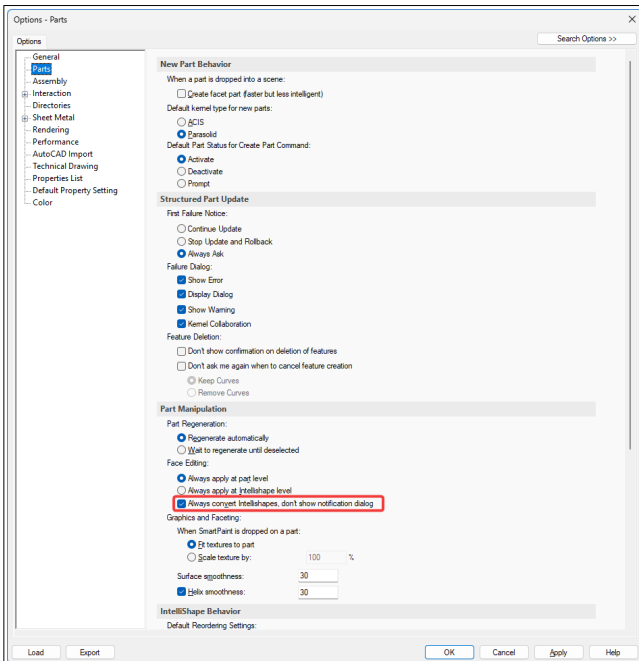 Options - Parts
Search Options >>
Options
General
Parts
Assembly
Interaction
Directories
Sheet Metal
Rendering
Performance
AutoCAD Import
Technical Drawing
Properties List
Default Property Setting
Color
New Part Behavior
When a part is dropped into a scene:
Create facet part (faster but less intelligent)
Default kernel type for new parts:
ACIS
Parasolid
Default Part Status for Create Part Command:
Activate
Deactivate
Prompt
Structured Part Update
First Failure Notice:
Continue Update
Stop Update and Rollback
Always Ask
Failure Dialog:
Show Error
Display Dialog
Show Warning
Kernel Collaboration
Feature Deletion:
Don't show confirmation on deletion of features
Don't ask me again when to cancel feature creation
Keep Curves
Remove Curves
Part Manipulation
Part Regeneration:
Regenerate automatically
Wait to regenerate until deselected
Face Editing:
Always apply at part level
Always apply at Intellishape level
Always convert Intellishapes, don't show notification dialog
Graphics and Faceting:
When SmartPaint is dropped on a part:
Fit textures to part
Scale texture by: 100 %
Surface smoothness: 30
Helix smoothness: 30
IntelliShape Behavior
Default Reordering Settings:
Load Export OK Cancel Apply Help